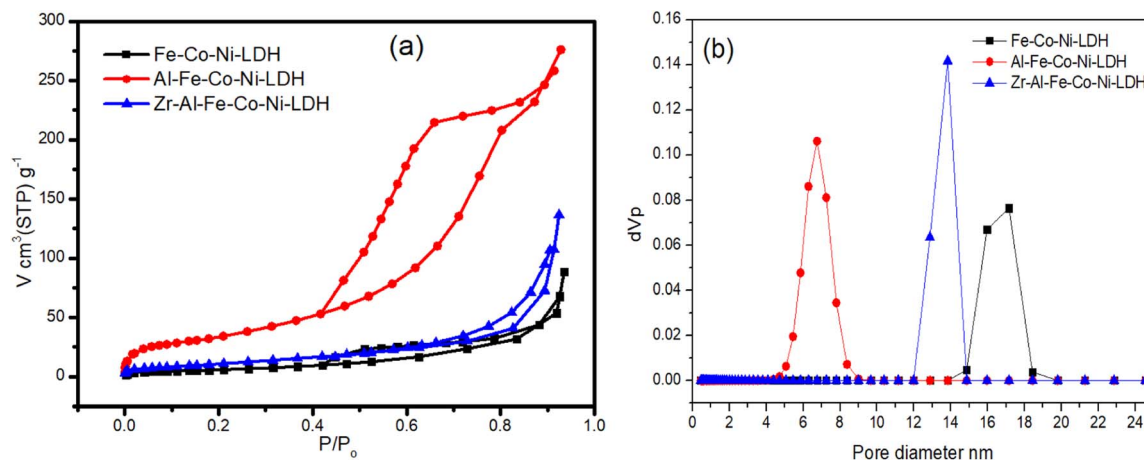 (a)
Fe-Co-Ni-LDH
Al-Fe-Co-Ni-LDH
Zr-Al-Fe-Co-Ni-LDH
300
250
200
150
100
50
0
V cm³(STP) g⁻¹
0.0 0.2 0.4 0.6 0.8 1.0
P/Pₒ
(b)
Fe-Co-Ni-LDH
Al-Fe-Co-Ni-LDH
Zr-Al-Fe-Co-Ni-LDH
0.16
0.14
0.12
0.10
0.08
0.06
0.04
0.02
0.00
dVp
0 2 4 6 8 10 12 14 16 18 20 22 24
Pore diameter nm